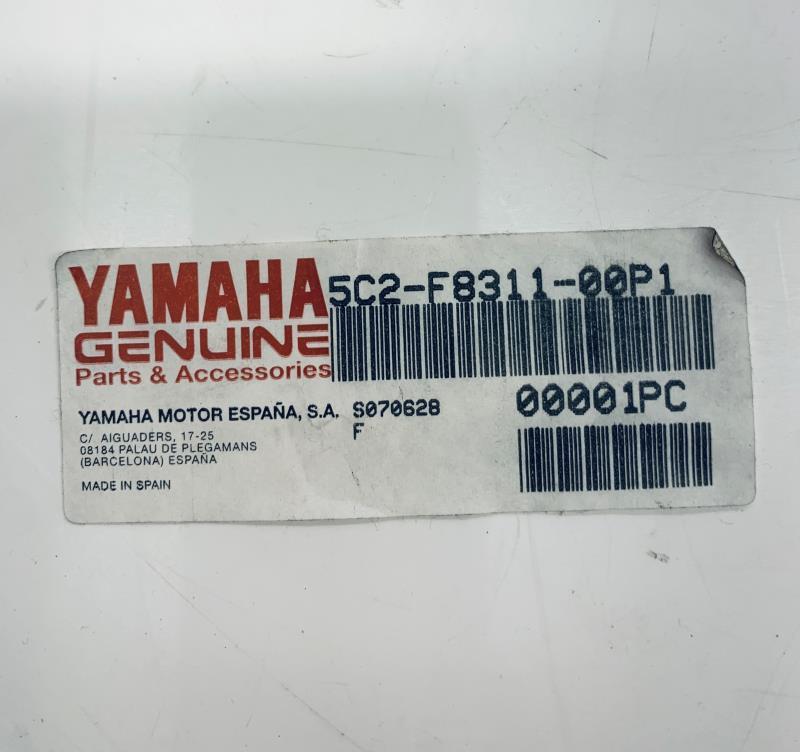 YAMAHA
GENUINE
Parts & Accessories
5C2-F8311-00P1
YAMAHA MOTOR ESPAÑA, S.A.
C/ AIGUADERS, 17-25
08184 PALAU DE PLEGAMANS
(BARCELONA) ESPAÑA
MADE IN SPAIN
S070628
F
00001PC